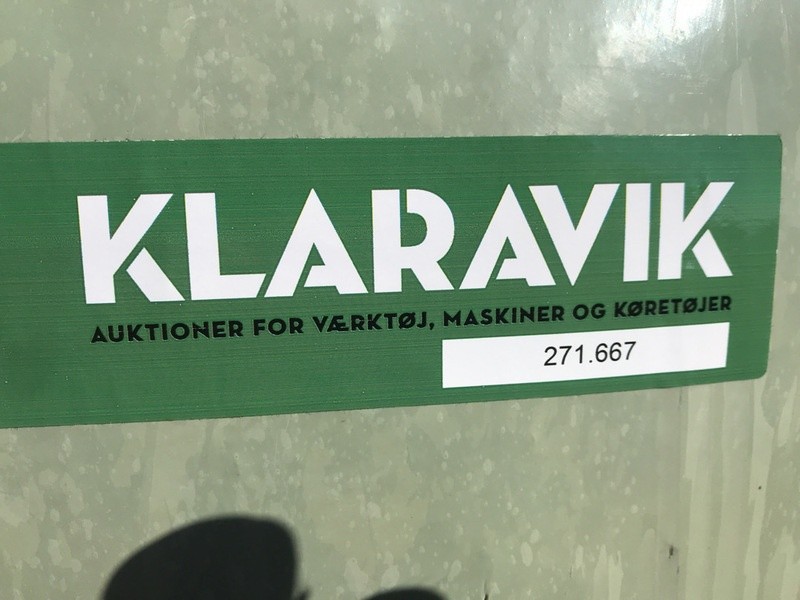 KLARAVIK
AUKTIONER FOR VÆRKTØJ, MASKINER OG KØRETØJER
271.667